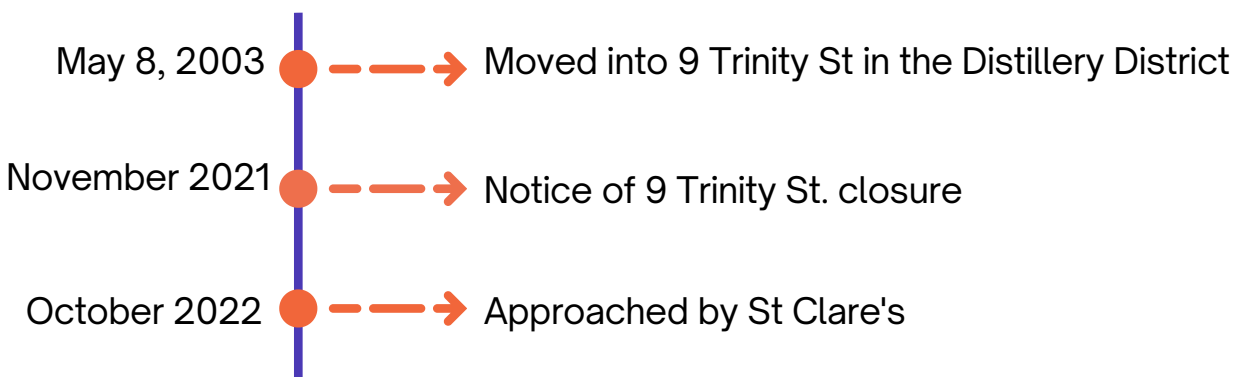 May 8, 2003 Moved into 9 Trinity St in the Distillery District
November 2021 Notice of 9 Trinity St. closure
October 2022 Approached by St Clare's